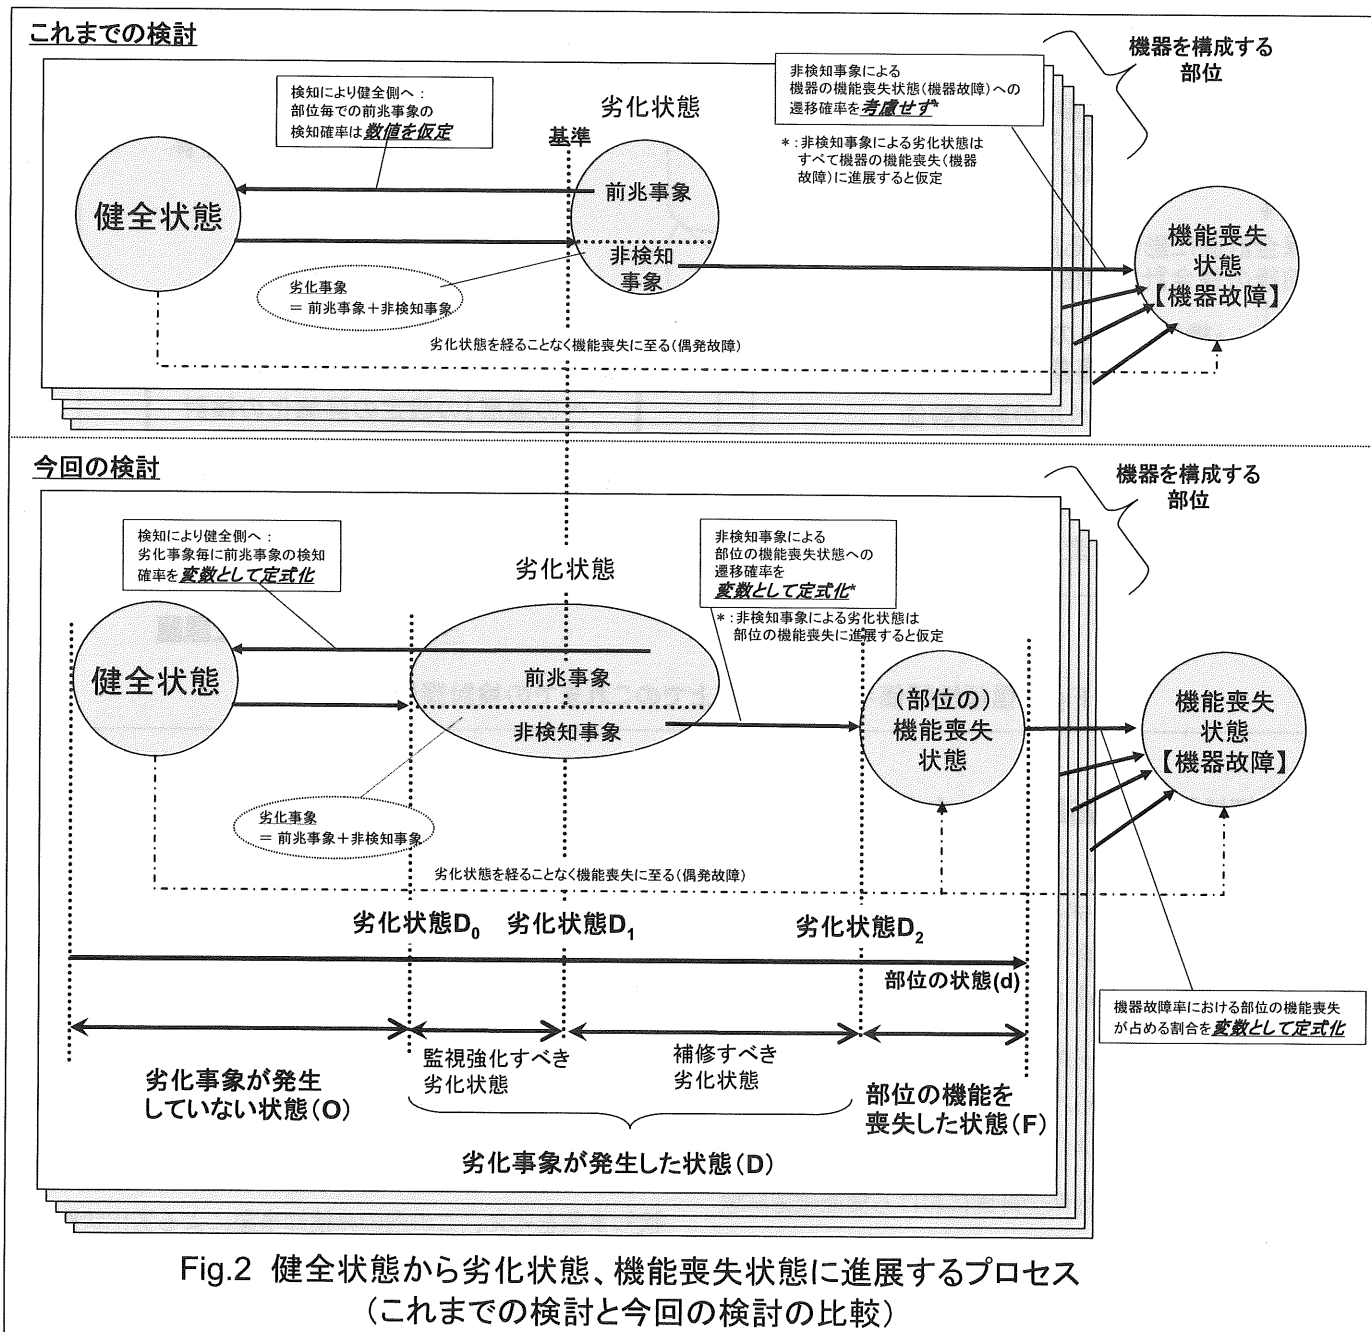 これまでの検討
機器を構成する
部位
検知により健全側へ：
部位毎での前兆事象の
検知確率は数値を仮定
劣化状態
基準
非検知事象による
機器の機能喪失状態(機器故障)への
遷移確率を考慮せず*
＊：非検知事象による劣化状態は
すべて機器の機能喪失(機器
故障)に進展すると仮定
健全状態
前兆事象
非検知
事象
機能喪失
状態
【機器故障】
劣化事象
＝ 前兆事象＋非検知事象
劣化状態を経ることなく機能喪失に至る(偶発故障)
今回の検討
機器を構成する
部位
検知により健全側へ：
劣化事象毎に前兆事象の検知
確率を変数として定式化
劣化状態
非検知事象による
部位の機能喪失状態への
遷移確率を
変数として定式化*
＊：非検知事象による劣化状態は
部位の機能喪失に進展すると仮定
健全状態
前兆事象
非検知事象
(部位の)
機能喪失
状態
機能喪失
状態
【機器故障】
劣化事象
＝ 前兆事象＋非検知事象
劣化状態を経ることなく機能喪失に至る(偶発故障)
劣化状態D0 劣化状態D1 劣化状態D2
部位の状態(d)
機器故障率における部位の機能喪失
が占める割合を変数として定式化
監視強化すべき
劣化状態
補修すべき
劣化状態
劣化事象が発生
していない状態(O)
部位の機能を
喪失した状態(F)
劣化事象が発生した状態(D)
Fig.2 健全状態から劣化状態、機能喪失状態に進展するプロセス
(これまでの検討と今回の検討の比較)